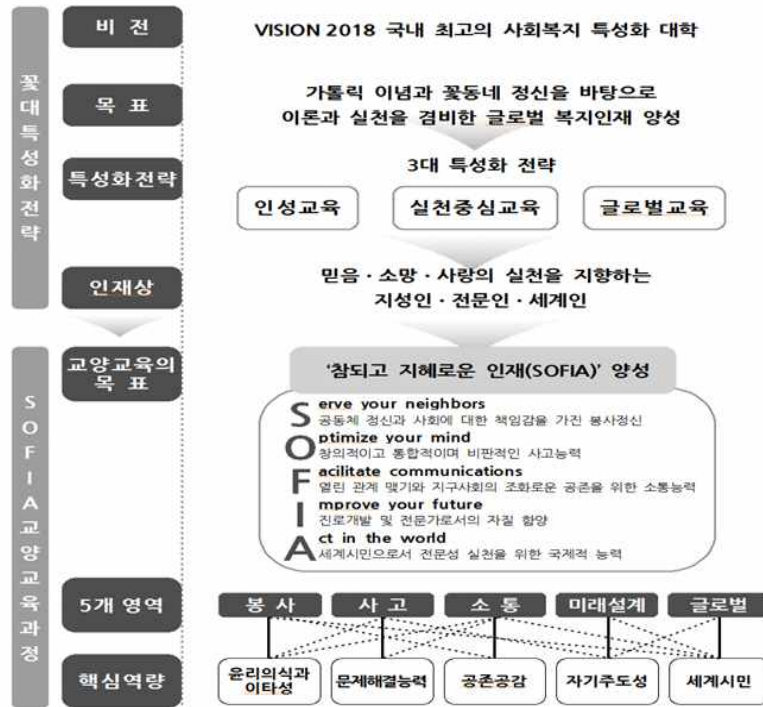 꽃대특성화전략
비 전
VISION 2018 국내 최고의 사회복지 특성화 대학
목 표
가톨릭 이념과 꽃동네 정신을 바탕으로
이론과 실천을 겸비한 글로벌 복지인재 양성
특성화전략
3대 특성화 전략
인성교육
실천중심교육
글로벌교육
인재상
믿음·소망·사랑의 실천을 지향하는
지성인·전문인·세계인
SOFIA교양교육과정
교양교육의
목 표
'참되고 지혜로운 인재(SOFIA)' 양성
Serve your neighbors
공동체 정신과 사회에 대한 책임감을 가진 봉사정신
Optimize your mind
창의적이고 통합적이며 비판적인 사고능력
Facilitate communications
열린 관계 맺기와 지구사회의 조화로운 공존을 위한 소통능력
Improve your future
진로개발 및 전문가로서의 자질 함양
Act in the world
세계시민으로서 전문성 실천을 위한 국제적 능력
5개 영역
봉 사
사 고
소 통
미래설계
글로벌
핵심역량
윤리의식과
이타성
문제해결능력
공존공감
자기주도성
세계시민